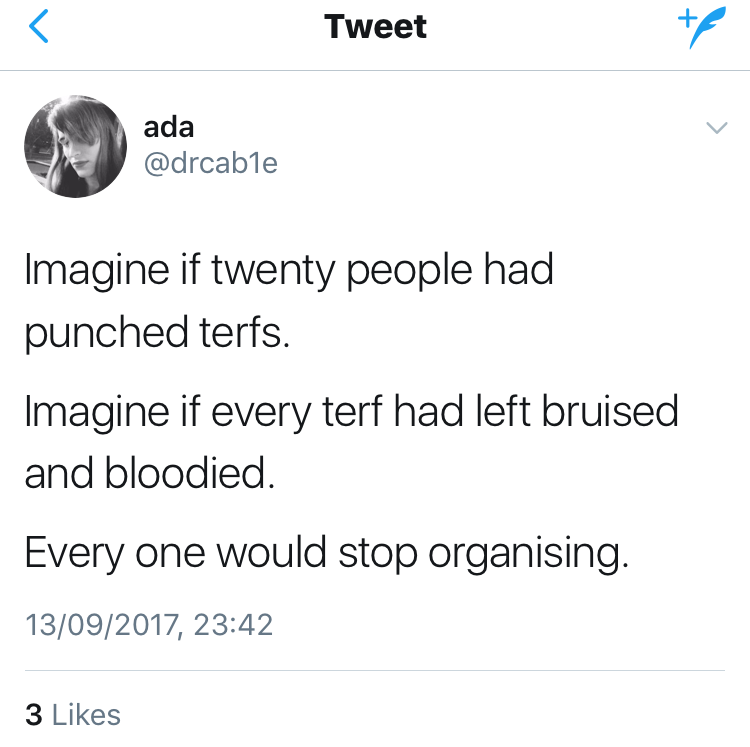 Tweet
ada
@drcab1e
Imagine if twenty people had
punched terfs.
Imagine if every terf had left bruised
and bloodied.
Every one would stop organising.
13/09/2017, 23:42
3 Likes